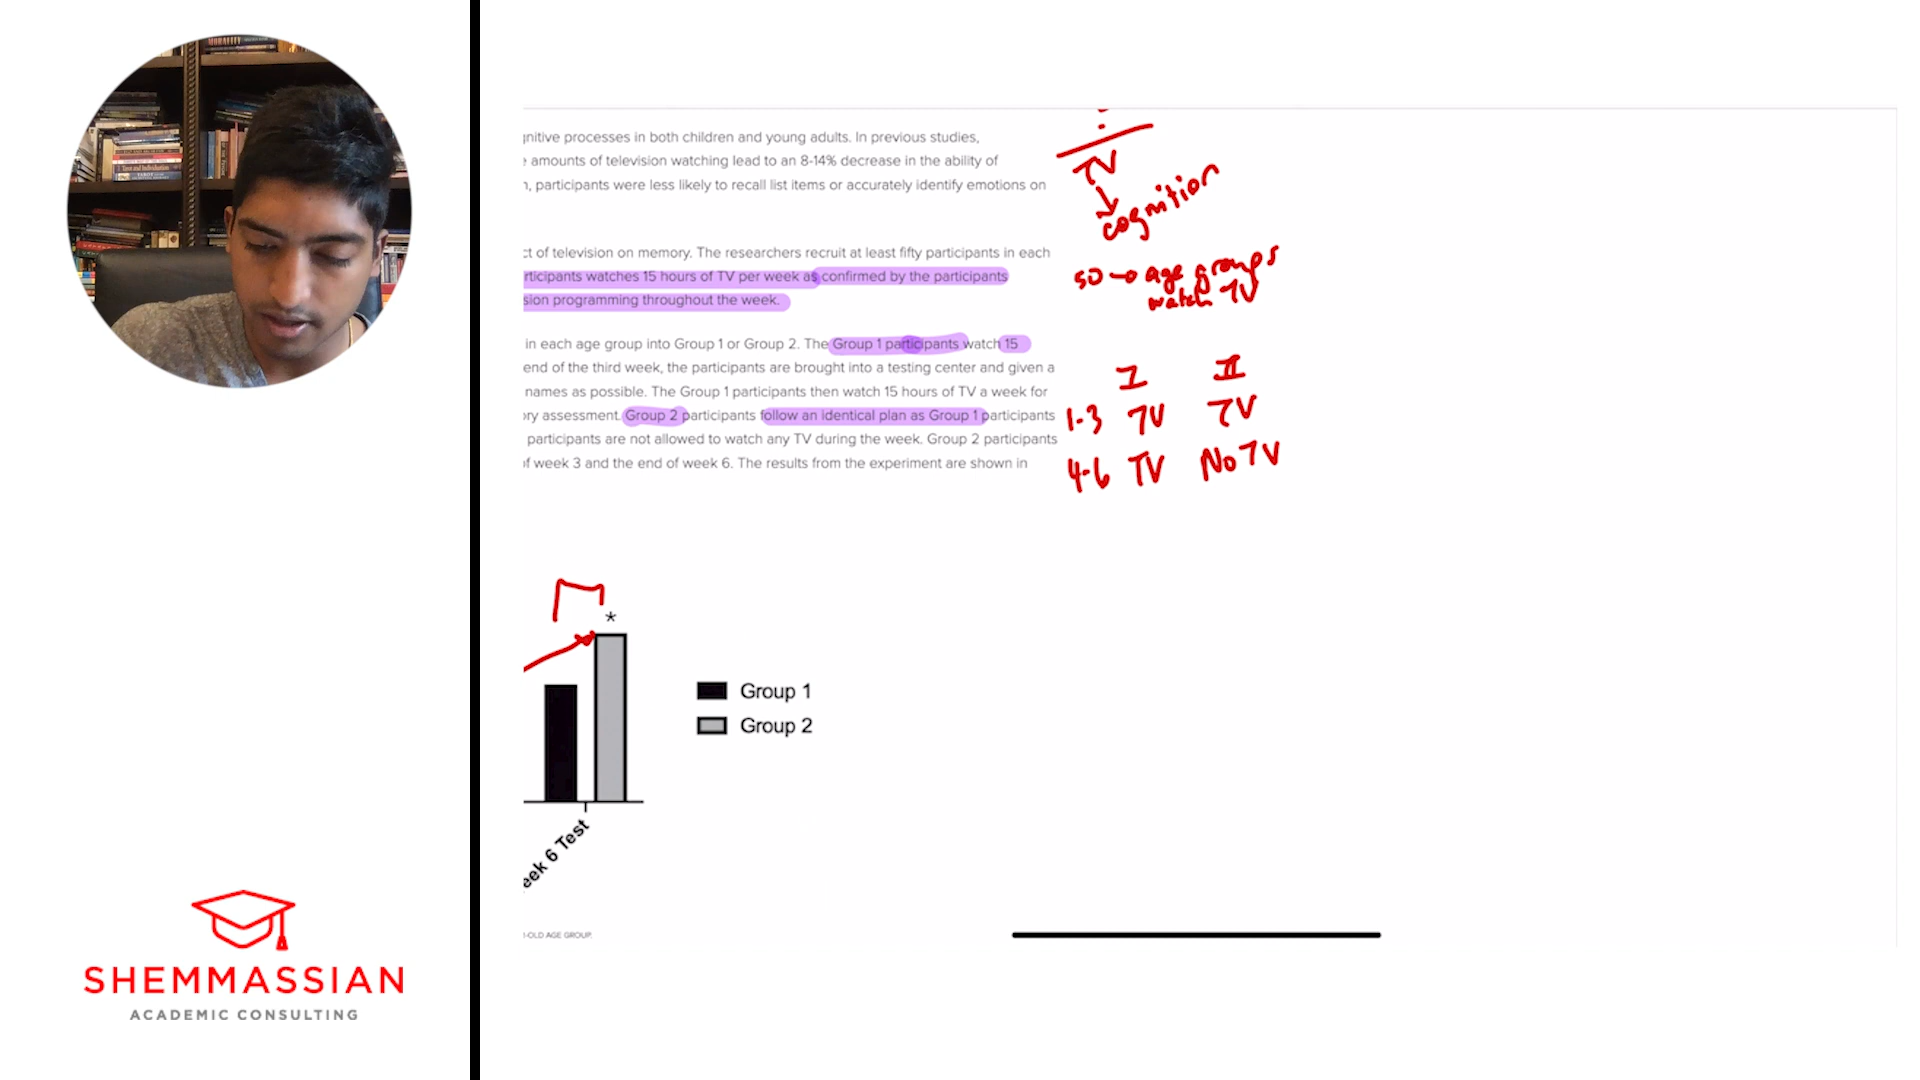 gnitive processes in both children and young adults. In previous studies,
amounts of television watching lead to an 8-14% decrease in the ability of
participants were less likely to recall list items or accurately identify emotions on
ct of television on memory. The researchers recruit at least fifty participants in each
rticipants watches 15 hours of TV per week as confirmed by the participants
sion programming throughout the week.
in each age group into Group 1 or Group 2. The Group 1 participants watch 15
end of the third week, the participants are brought into a testing center and given a
names as possible. The Group 1 participants then watch 15 hours of TV a week for
ry assessment. Group 2 participants follow an identical plan as Group 1 participants
participants are not allowed to watch any TV during the week. Group 2 participants
of week 3 and the end of week 6. The results from the experiment are shown in
TV
cognition
50 → age groups
watch TV
I II
1-3 TV TV
4-6 TV No TV
*
Group 1
Group 2
eek 6 Test
-OLD AGE GROUP.
SHEMMASSIAN
ACADEMIC CONSULTING